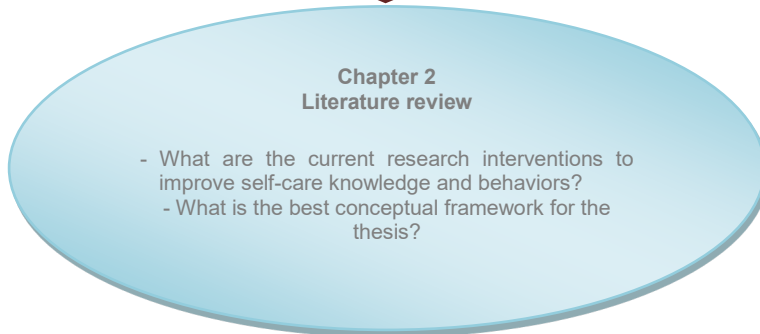 Chapter 2
Literature review
- What are the current research interventions to
improve self-care knowledge and behaviors?
- What is the best conceptual framework for the
thesis?